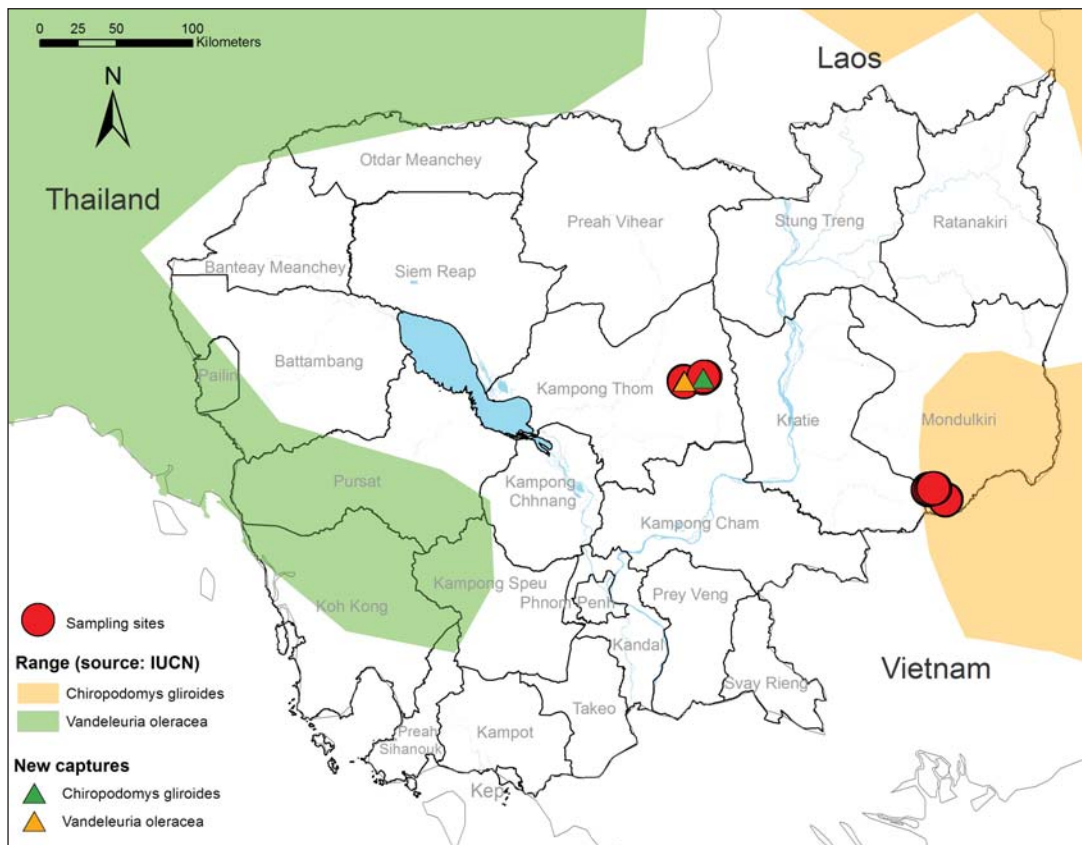 0 25 50 100
Kilometers
N
Laos
Thailand
Otdar Meanchey
Preah Vihear
Stung Treng
Ratanakiri
Banteay Meanchey
Siem Reap
Battambang
Pailin
Kampong Thom
Kratie
Mondulkiri
Pursat
Kampong
Chhnang
Kampong Cham
Koh Kong
Kampong Speu
Phnom Penh
Prey Veng
Kandal
Svay Rieng
Vietnam
Takeo
Preah
Sihanouk
Kampot
Kep
Sampling sites
Range (source: IUCN)
Chiropodomys gliroides
Vandeleuria oleracea
New captures
Chiropodomys gliroides
Vandeleuria oleracea